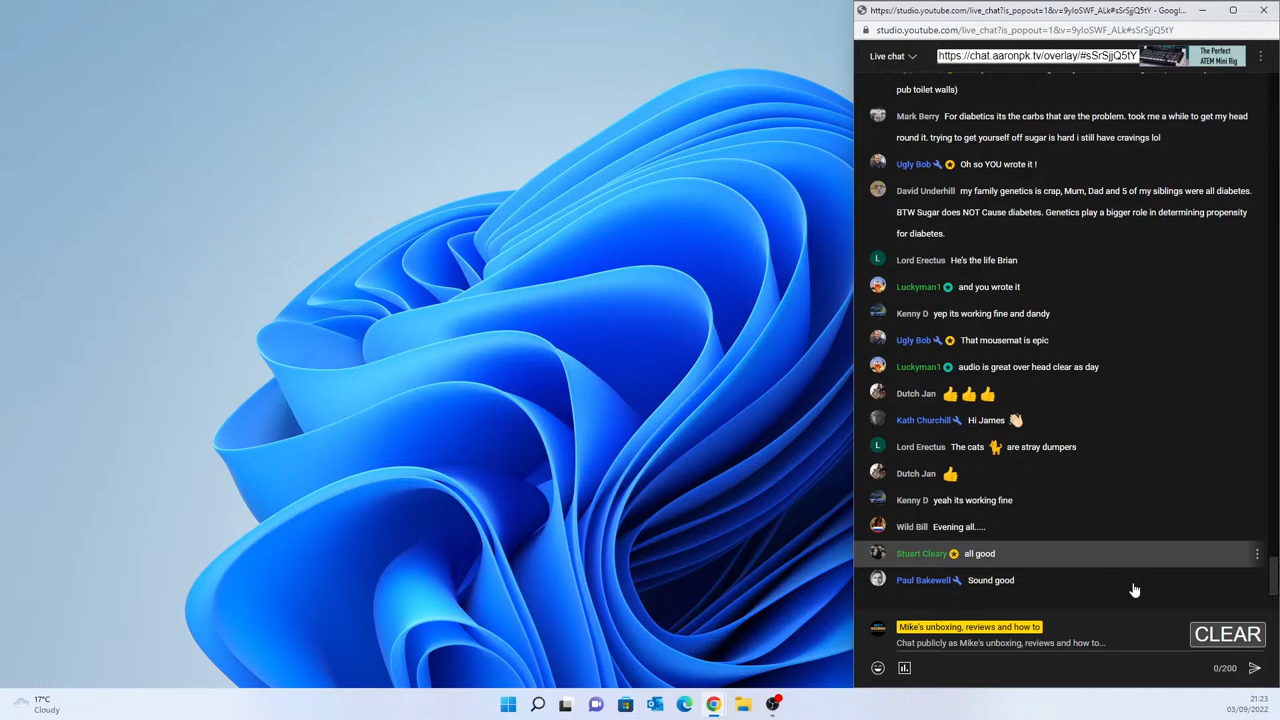 https://studio.youtube.com/live_chat?is_popout=1&v=9yIoSWF_ALk#sSrSjjQ5tY - Googl...
studio.youtube.com/live_chat?is_popout=1&v=9yIoSWF_ALk#sSrSjjQ5tY
Live chat
https://chat.aaronpk.tv/overlay/#sSrSjjQ5tY
The Perfect
ATEM Mini Rig
pub toilet walls)
Mark Berry For diabetics its the carbs that are the problem. took me a while to get my head
round it. trying to get yourself off sugar is hard i still have cravings lol
Ugly Bob Oh so YOU wrote it !
David Underhill my family genetics is crap, Mum, Dad and 5 of my siblings were all diabetes.
BTW Sugar does NOT Cause diabetes. Genetics play a bigger role in determining propensity
for diabetes.
L Lord Erectus He's the life Brian
Luckyman1 and you wrote it
Kenny D yep its working fine and dandy
Ugly Bob That mousemat is epic
Luckyman1 audio is great over head clear as day
Dutch Jan 👍👍👍
Kath Churchill Hi James 👏🏻
L Lord Erectus The cats 🐈 are stray dumpers
Dutch Jan 👍
Kenny D yeah its working fine
Wild Bill Evening all.....
Stuart Cleary all good
Paul Bakewell Sound good
Mike's unboxing, reviews and how to
Chat publicly as Mike's unboxing, reviews and how to...
CLEAR
0/200
17°C
Cloudy
21:23
03/09/2022